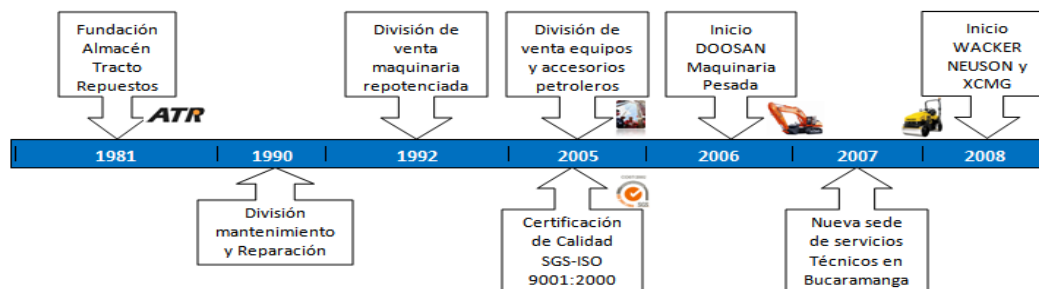 Fundación
Almacén
Tracto
Repuestos
División de
venta
maquinaria
repotenciada
División de
venta equipos
y accesorios
petroleros
Inicio
DOOSAN
Maquinaria
Pesada
Inicio
WACKER
NEUSON y
XCMG
ATR
1981
1990
1992
2005
2006
2007
2008
División
mantenimiento
y Reparación
Certificación
de Calidad
SGS-ISO
9001:2000
Nueva sede
de servicios
Técnicos en
Bucaramanga